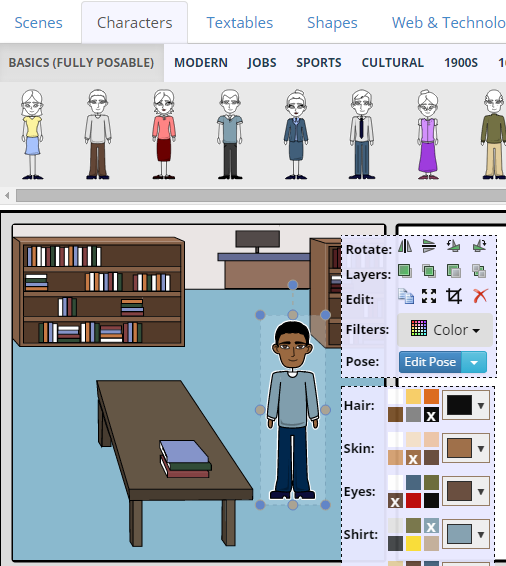 Scenes Characters Textables Shapes Web & Technolo
BASICS (FULLY POSABLE) MODERN JOBS SPORTS CULTURAL 1900S
Rotate:
Layers:
Edit:
Filters: Color
Pose: Edit Pose
Hair:
X
Skin:
X
Eyes:
X
Shirt:
X